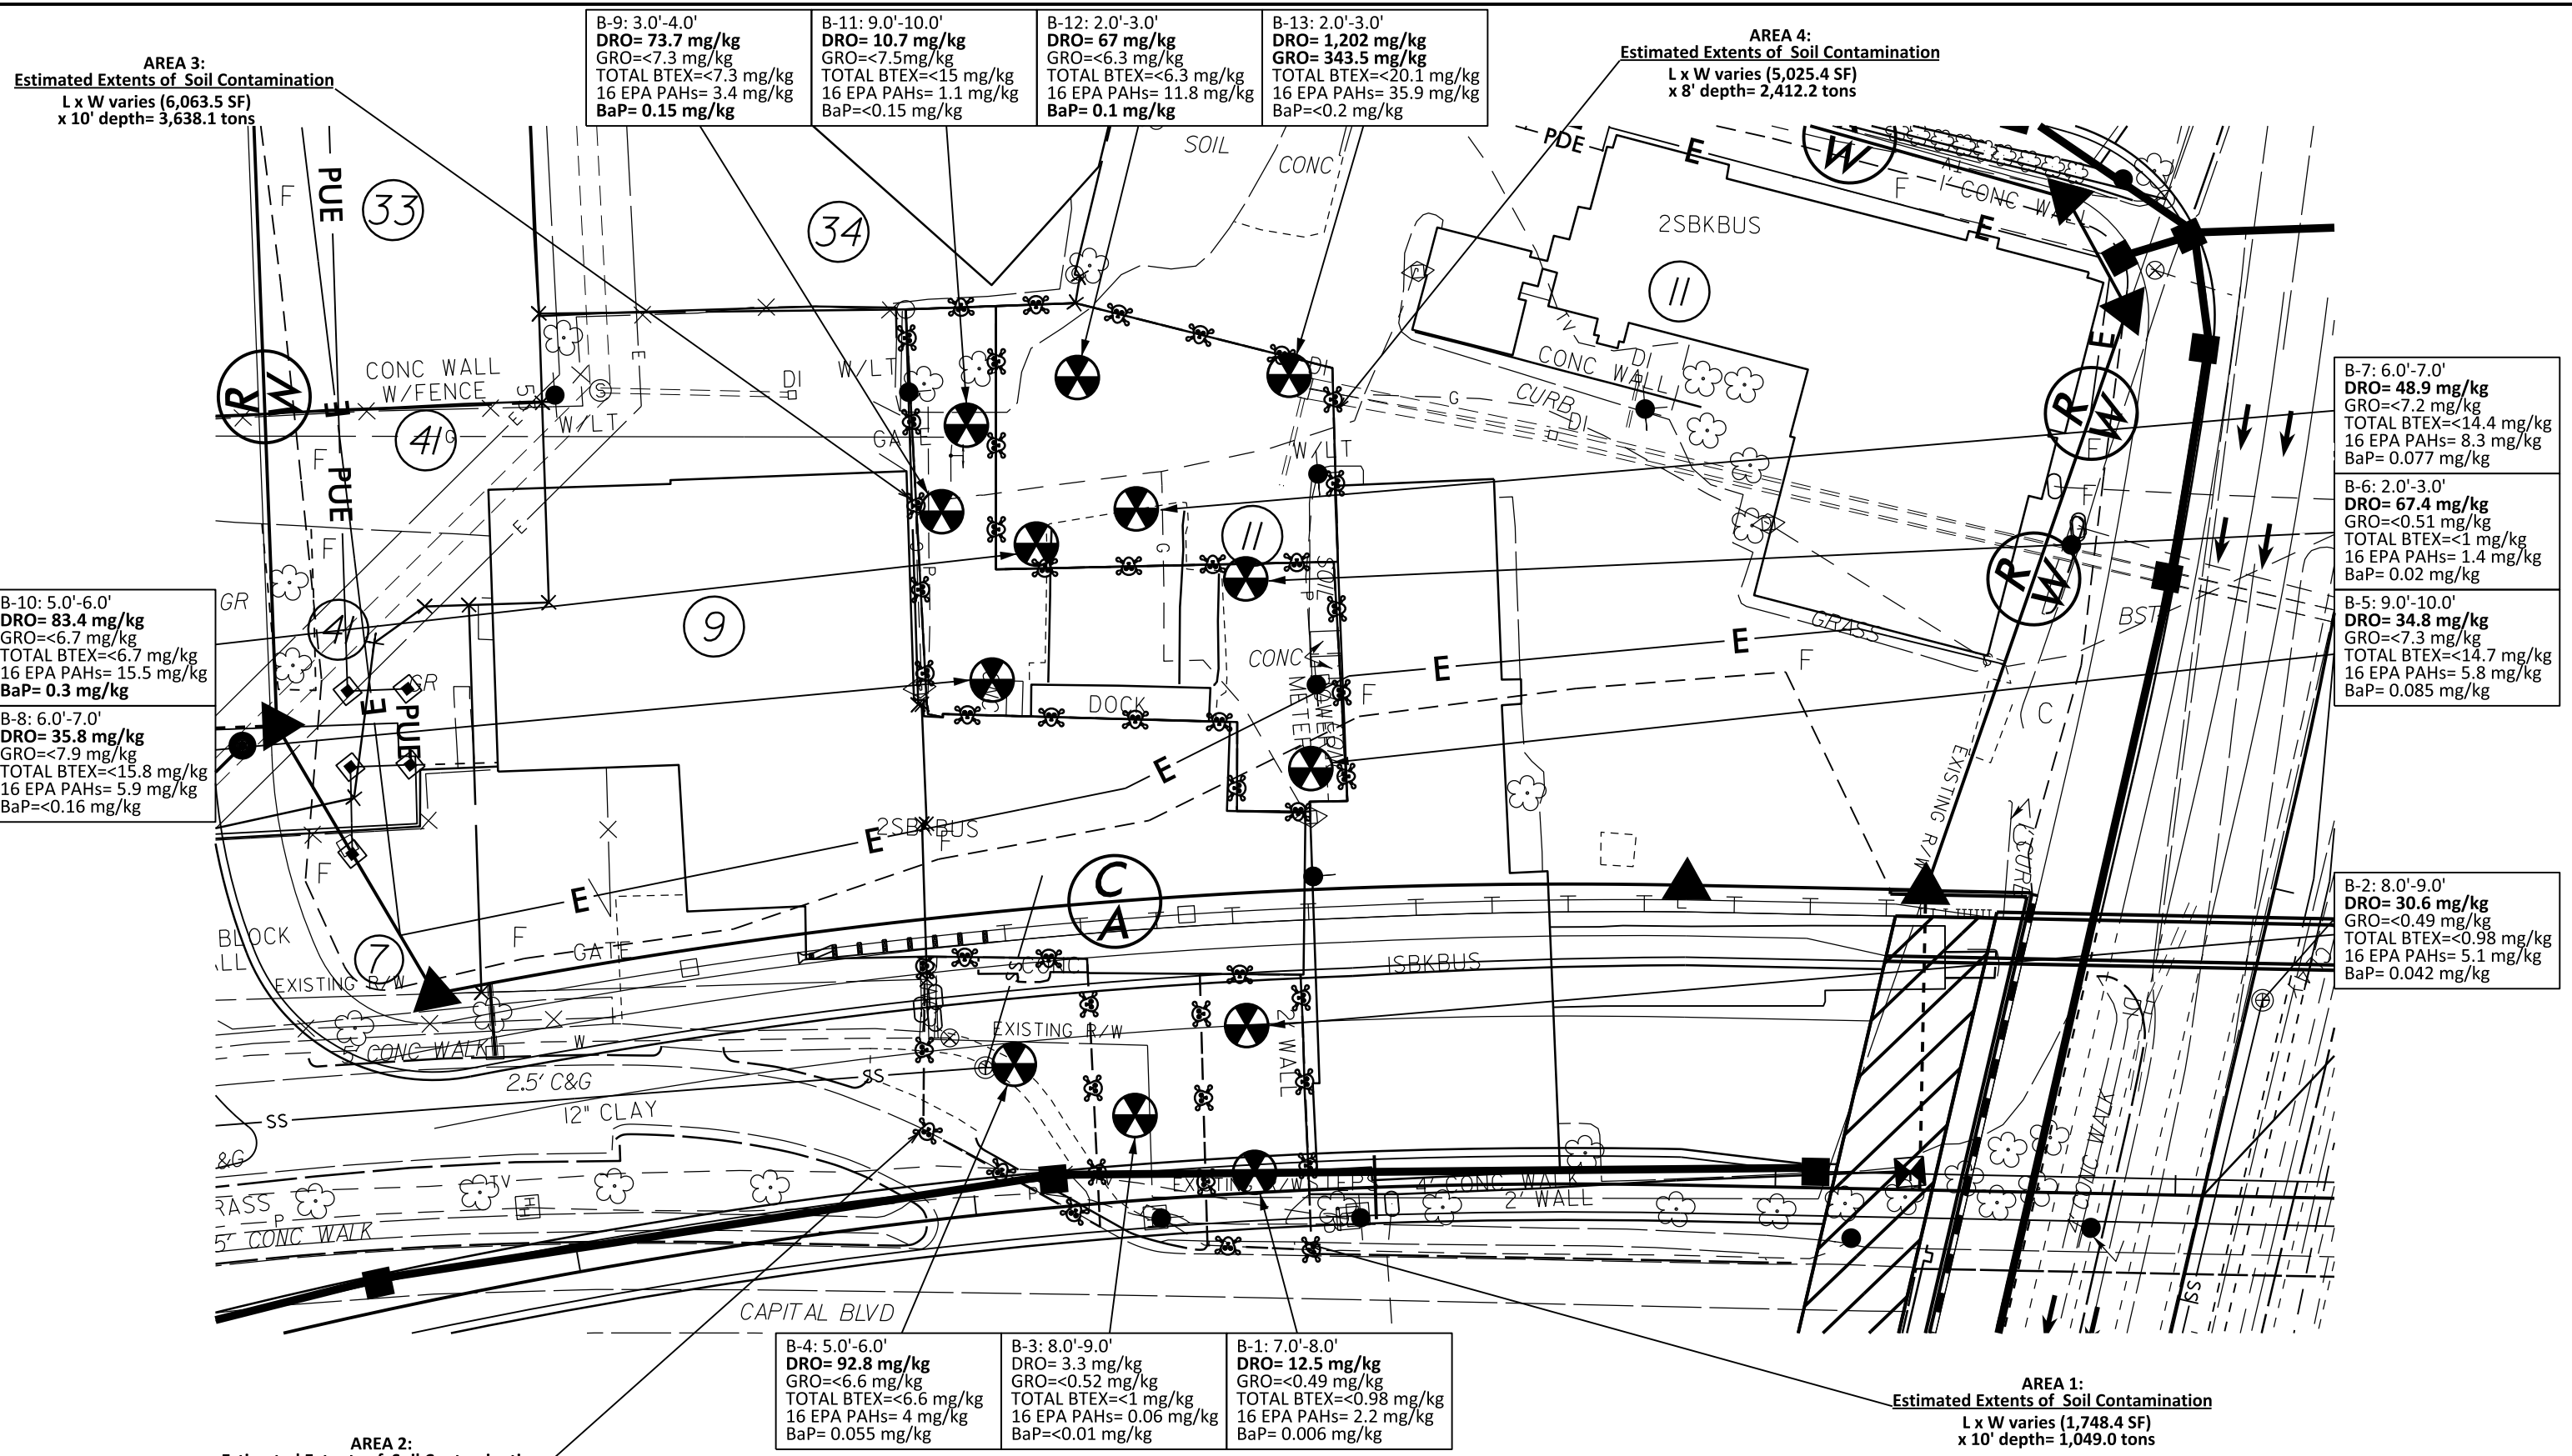 AREA 3:
Estimated Extents of Soil Contamination
L x W varies (6,063.5 SF)
x 10' depth= 3,638.1 tons
B-9: 3.0'-4.0'
DRO= 73.7 mg/kg
GRO=<7.3 mg/kg
TOTAL BTEX=<7.3 mg/kg
16 EPA PAHs= 3.4 mg/kg
BaP= 0.15 mg/kg
B-11: 9.0'-10.0'
DRO= 10.7 mg/kg
GRO=<7.5mg/kg
TOTAL BTEX=<15 mg/kg
16 EPA PAHs= 1.1 mg/kg
BaP=<0.15 mg/kg
B-12: 2.0'-3.0'
DRO= 67 mg/kg
GRO=<6.3 mg/kg
TOTAL BTEX=<6.3 mg/kg
16 EPA PAHs= 11.8 mg/kg
BaP= 0.1 mg/kg
B-13: 2.0'-3.0'
DRO= 1,202 mg/kg
GRO= 343.5 mg/kg
TOTAL BTEX=<20.1 mg/kg
16 EPA PAHs= 35.9 mg/kg
BaP=<0.2 mg/kg
AREA 4:
Estimated Extents of Soil Contamination
L x W varies (5,025.4 SF)
x 8' depth= 2,412.2 tons
SOIL
CONC
PDE
E
R/W
F
1' CONC WALL
E
2SBKBUS
11
PUE
F
33
34
R/W
CONC WALL
W/FENCE
E
W/LT
41
G
F
PUE
F
DI
W/LT
GATE
DI
W/LT
TV
CONC WALL
DI
CURB
DI
G
E
R/W
F
R/W
B-7: 6.0'-7.0'
DRO= 48.9 mg/kg
GRO=<7.2 mg/kg
TOTAL BTEX=<14.4 mg/kg
16 EPA PAHs= 8.3 mg/kg
BaP= 0.077 mg/kg
B-6: 2.0'-3.0'
DRO= 67.4 mg/kg
GRO=<0.51 mg/kg
TOTAL BTEX=<1 mg/kg
16 EPA PAHs= 1.4 mg/kg
BaP= 0.02 mg/kg
B-5: 9.0'-10.0'
DRO= 34.8 mg/kg
GRO=<7.3 mg/kg
TOTAL BTEX=<14.7 mg/kg
16 EPA PAHs= 5.8 mg/kg
BaP= 0.085 mg/kg
B-10: 5.0'-6.0'
DRO= 83.4 mg/kg
GRO=<6.7 mg/kg
TOTAL BTEX=<6.7 mg/kg
16 EPA PAHs= 15.5 mg/kg
BaP= 0.3 mg/kg
B-8: 6.0'-7.0'
DRO= 35.8 mg/kg
GRO=<7.9 mg/kg
TOTAL BTEX=<15.8 mg/kg
16 EPA PAHs= 5.9 mg/kg
BaP=<0.16 mg/kg
GR
41
GR
E
PUE
F
9
11
SOIL
CONC
METER
DOCK
F
E
E
GRASS
F
BST
C
EXISTING R/W
E
2SBKBUS
F
E
E
C/A
BLOCK
7
F
GATE
EXISTING R/W
CONC
1SBKBUS
B-2: 8.0'-9.0'
DRO= 30.6 mg/kg
GRO=<0.49 mg/kg
TOTAL BTEX=<0.98 mg/kg
16 EPA PAHs= 5.1 mg/kg
BaP= 0.042 mg/kg
5' CONC WALK
W
EXISTING R/W
2' WALL
SS
2.5' C&G
12" CLAY
SS
&G
TV
P
5' CONC WALK
4' CONC WALK
2' WALL
4' CONC WALK
SS
CAPITAL BLVD
B-4: 5.0'-6.0'
DRO= 92.8 mg/kg
GRO=<6.6 mg/kg
TOTAL BTEX=<6.6 mg/kg
16 EPA PAHs= 4 mg/kg
BaP= 0.055 mg/kg
B-3: 8.0'-9.0'
DRO= 3.3 mg/kg
GRO=<0.52 mg/kg
TOTAL BTEX=<1 mg/kg
16 EPA PAHs= 0.06 mg/kg
BaP=<0.01 mg/kg
B-1: 7.0'-8.0'
DRO= 12.5 mg/kg
GRO=<0.49 mg/kg
TOTAL BTEX=<0.98 mg/kg
16 EPA PAHs= 2.2 mg/kg
BaP= 0.006 mg/kg
AREA 1:
Estimated Extents of Soil Contamination
L x W varies (1,748.4 SF)
x 10' depth= 1,049.0 tons
AREA 2: